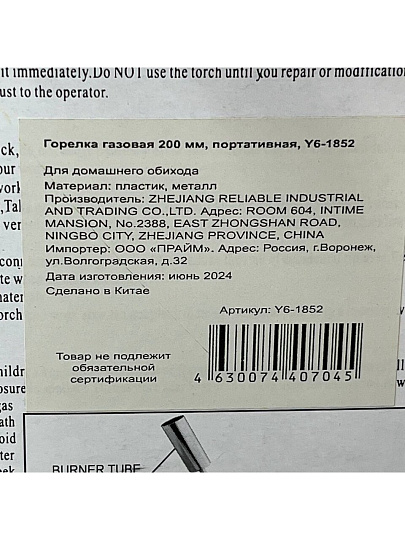 it immediately.Do NOT use the torch until you repair or modification
ust to the operator.
Горелка газовая 200 мм, портативная, Y6-1852
Для домашнего обихода
Материал: пластик, металл
Производитель: ZHEJIANG RELIABLE INDUSTRIAL
AND TRADING CO.,LTD. Адрес: ROOM 604, INTIME
MANSION, No.2388, EAST ZHONGSHAN ROAD,
NINGBO CITY, ZHEJIANG PROVINCE, CHINA
Импортер: ООО «ПРАЙМ». Адрес: Россия, г.Воронеж,
ул.Волгоградская, д.32
Дата изготовления: июнь 2024
Сделано в Китае
Артикул: Y6-1852
Товар не подлежит
обязательной
сертификации
4 630074 407045
BURNER TUBE